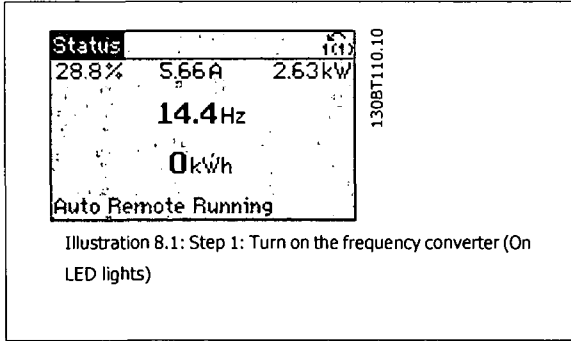 Status 1(1)
28.8% 5.66A 2.63kW
14.4Hz
0kWh
Auto Remote Running
130BT110.10
Illustration 8.1: Step 1: Turn on the frequency converter (On
LED lights)